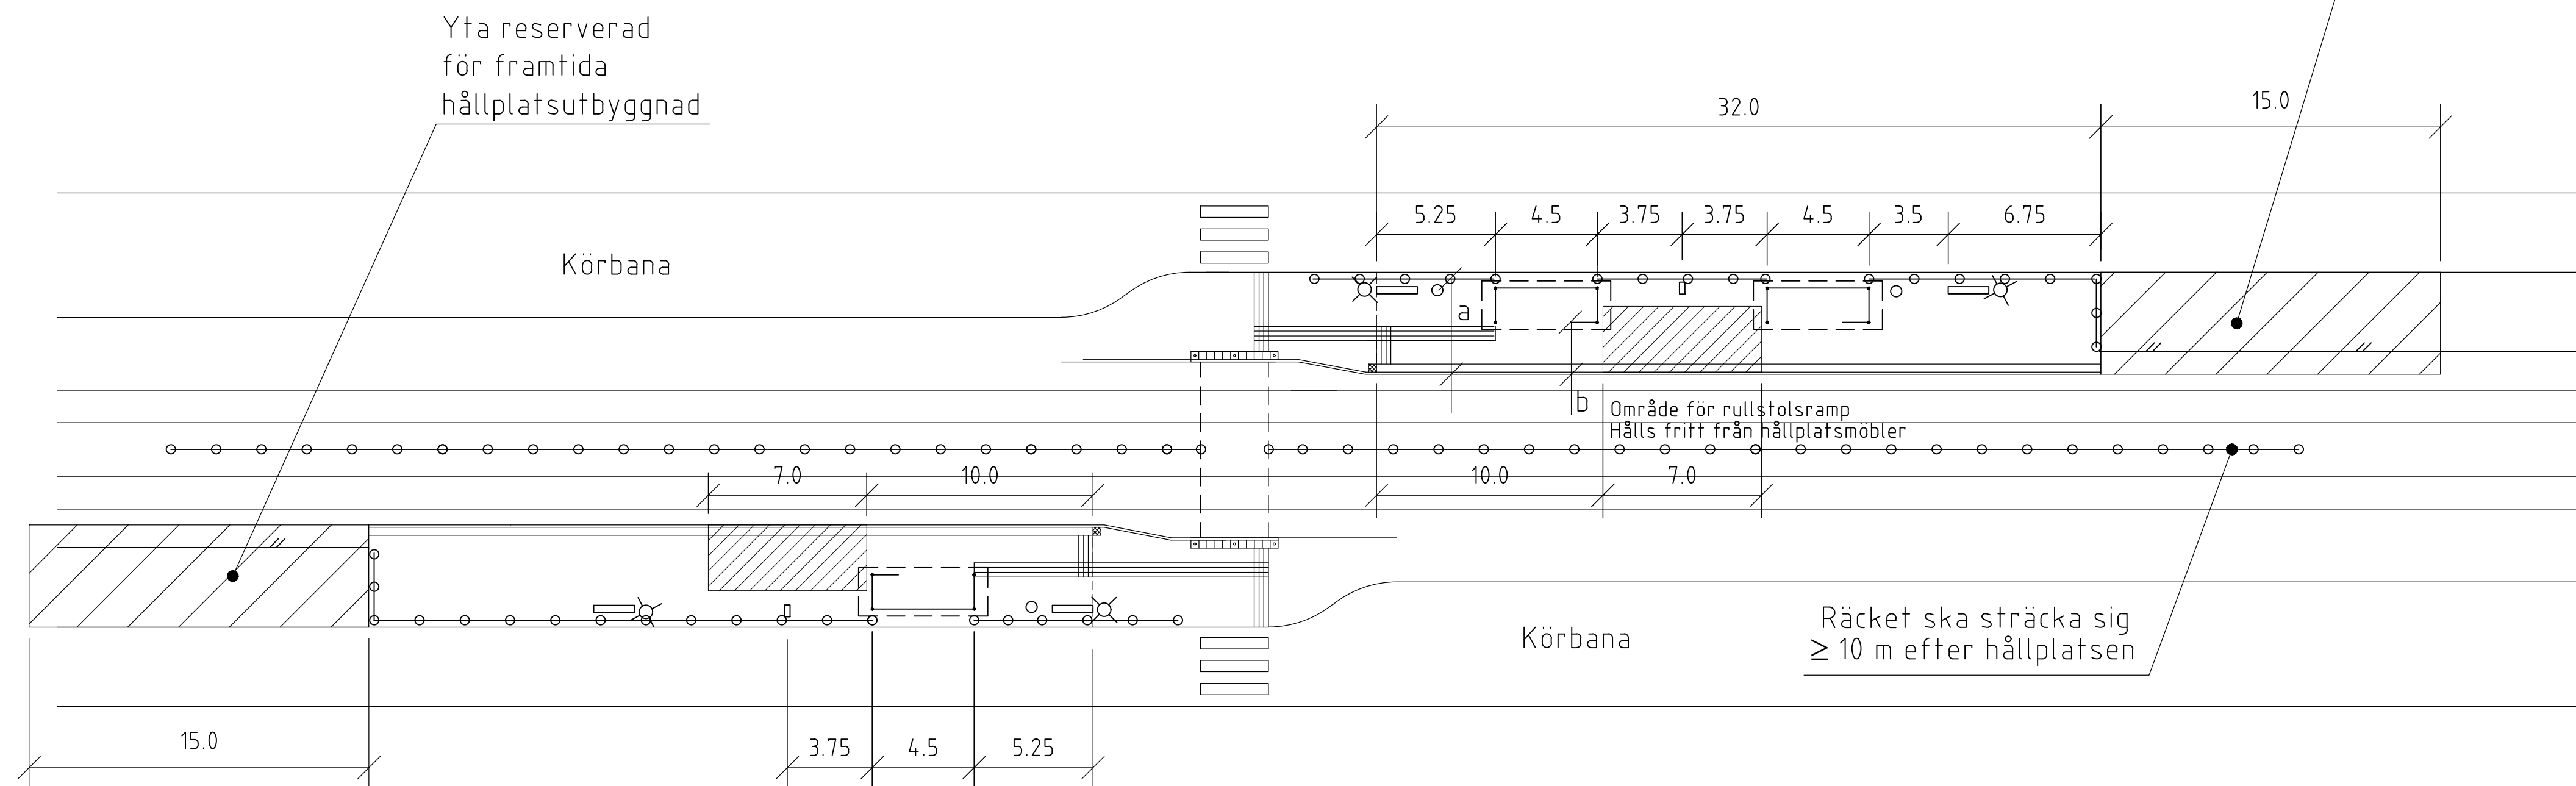 Yta reserverad
för framtida
hållplatsutbyggnad
32.0
15.0
5.25
4.5
3.75
3.75
4.5
3.5
6.75
Körbana
a
b
Område för rullstolsramp
Hålls fritt från hållplatsmöbler
7.0
10.0
10.0
7.0
Körbana
Räcket ska sträcka sig
≥ 10 m efter hållplatsen
15.0
3.75
4.5
5.25